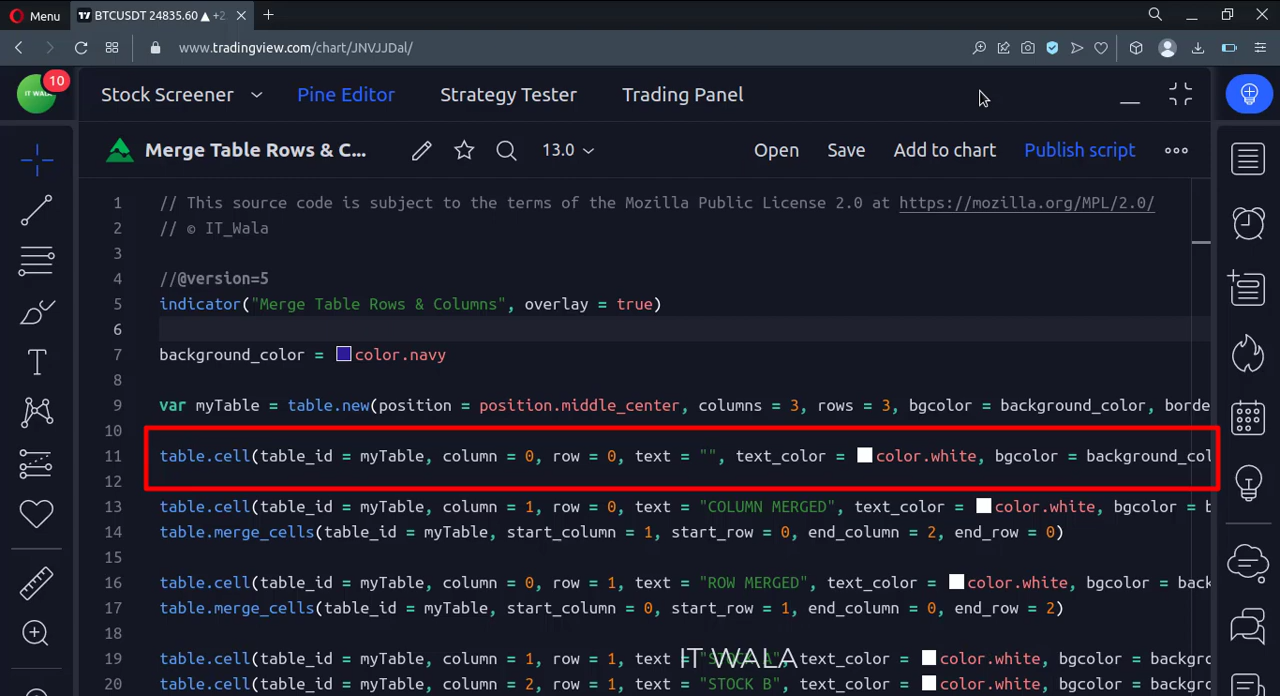 Menu
BTCUSDT 24835.60 ▲ +2
www.tradingview.com/chart/JNVJJDal/
IT WALA
10
Stock Screener
Pine Editor
Strategy Tester
Trading Panel
Merge Table Rows & C...
13.0
Open
Save
Add to chart
Publish script
1 // This source code is subject to the terms of the Mozilla Public License 2.0 at https://mozilla.org/MPL/2.0/
2 // © IT_Wala
3
4 //@version=5
5 indicator("Merge Table Rows & Columns", overlay = true)
6
7 background_color = color.navy
8
9 var myTable = table.new(position = position.middle_center, columns = 3, rows = 3, bgcolor = background_color, borde
10
11 table.cell(table_id = myTable, column = 0, row = 0, text = "", text_color = color.white, bgcolor = background_col
12
13 table.cell(table_id = myTable, column = 1, row = 0, text = "COLUMN MERGED", text_color = color.white, bgcolor = b
14 table.merge_cells(table_id = myTable, start_column = 1, start_row = 0, end_column = 2, end_row = 0)
15
16 table.cell(table_id = myTable, column = 0, row = 1, text = "ROW MERGED", text_color = color.white, bgcolor = back
17 table.merge_cells(table_id = myTable, start_column = 0, start_row = 1, end_column = 0, end_row = 2)
18
19 table.cell(table_id = myTable, column = 1, row = 1, text = "STOCK A", text_color = color.white, bgcolor = backgr
20 table.cell(table_id = myTable, column = 2, row = 1, text = "STOCK B", text_color = color.white, bgcolor = backgr
IT WALA